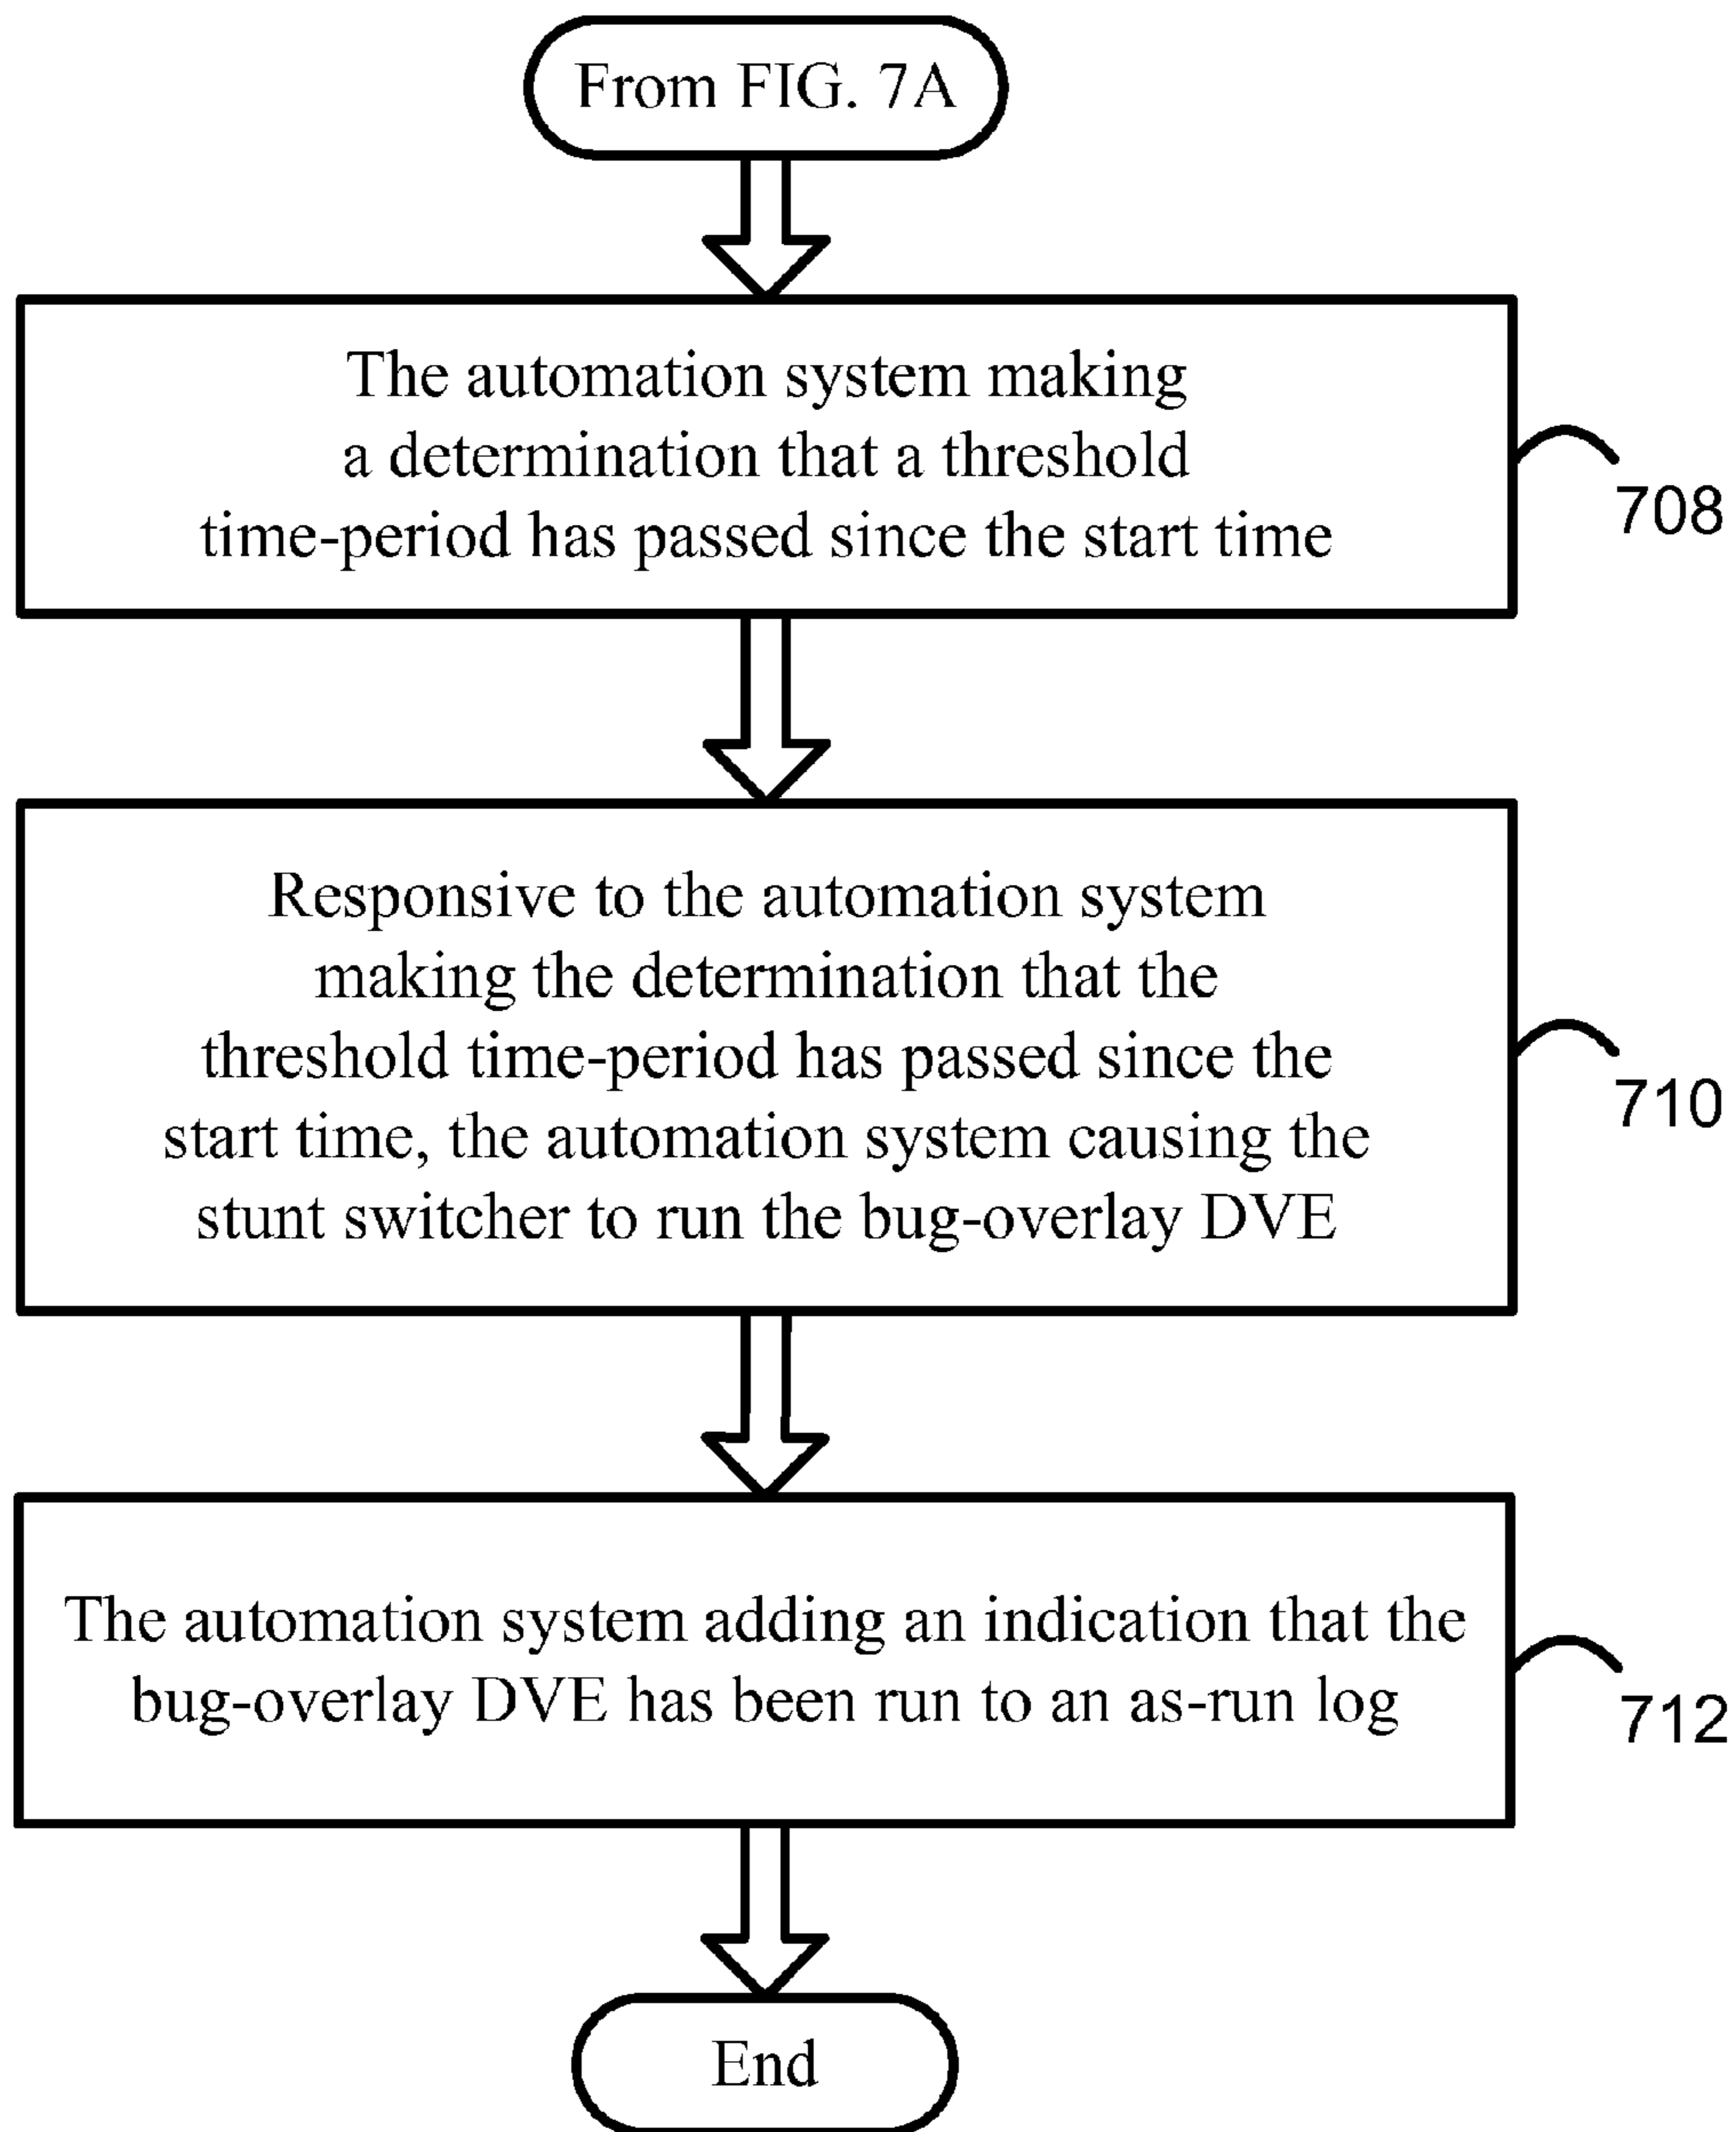 From FIG. 7A
The automation system making
a determination that a threshold
time-period has passed since the start time
708
Responsive to the automation system
making the determination that the
threshold time-period has passed since the
start time, the automation system causing the
stunt switcher to run the bug-overlay DVE
710
The automation system adding an indication that the
bug-overlay DVE has been run to an as-run log
712
End